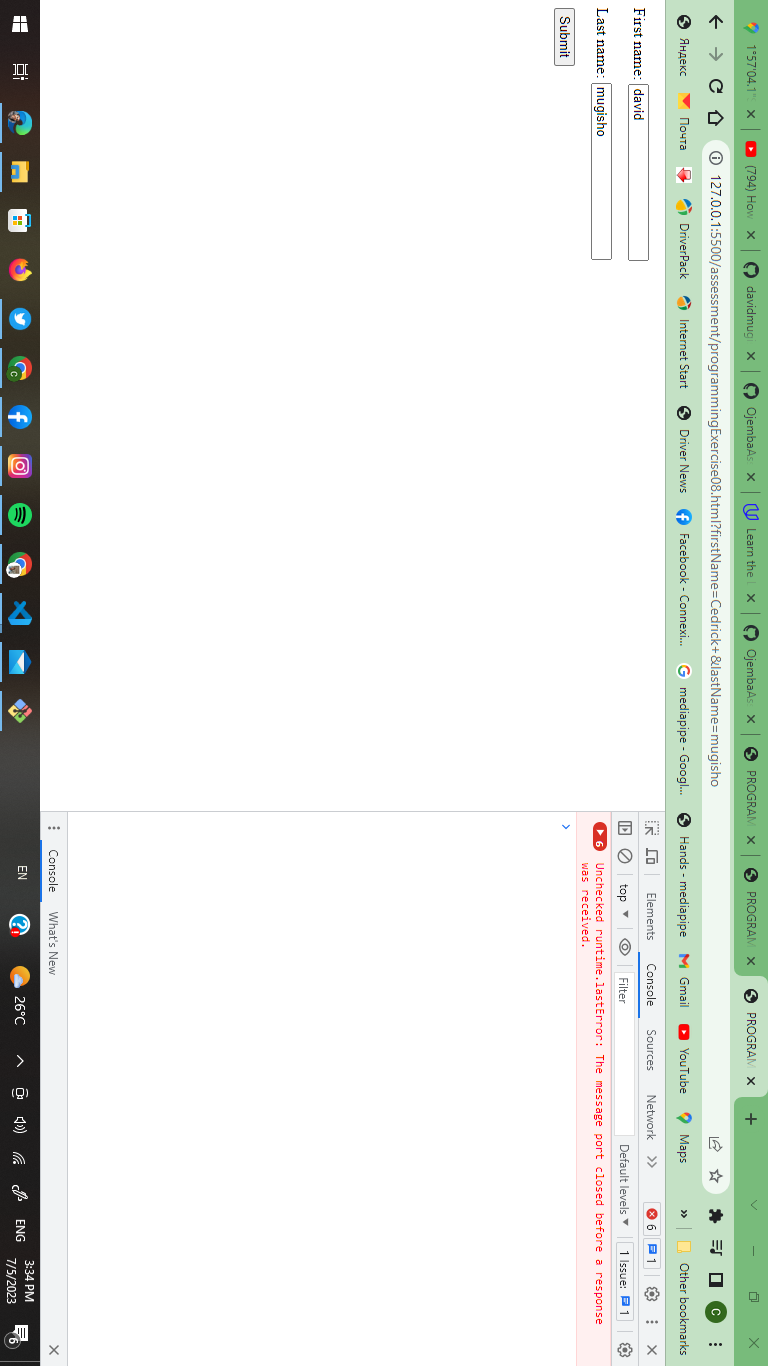 1°57'04.1"
(794) How
davidmug
OjembaAs
Learn the
OjembaAs
PROGRAM
PROGRAM
PROGRAM
127.0.0.1:5500/assessment/programmingExercise08.html?firstName=Cedrick+&lastName=mugisho
C
Яндекс
Почта
DriverPack
Internet Start
Driver News
Facebook - Connexi...
mediapipe - Googl...
Hands - mediapipe
Gmail
YouTube
Maps
»
Other bookmarks
First name: david
Last name: mugisho
Submit
Elements
Console
Sources
Network
6
1
top
Filter
Default levels
1 Issue:
1
6
Unchecked runtime.lastError: The message port closed before a response
was received.
Console
What's New
EN
26°C
ENG
3:34 PM
7/5/2023
6